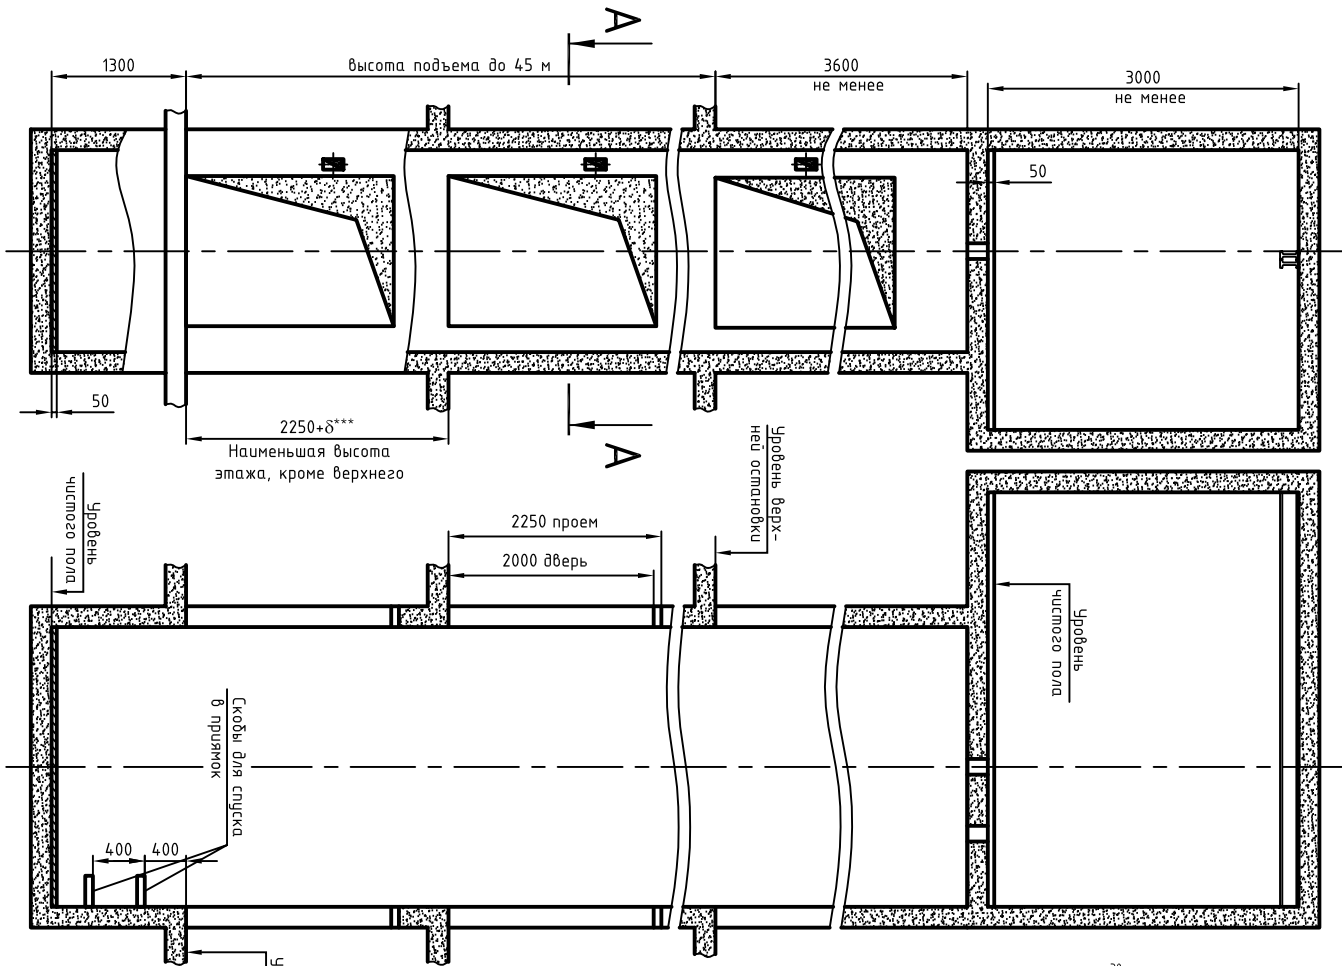 А
1300
высота подъема до 45 м
3600
не менее
3000
не менее
50
50
2250+δ***
Наименьшая высота
этажа, кроме верхнего
А
Уровень верх-
ней остановки
Уровень
чистого пола
2250 проем
2000 дверь
Уровень
чистого пола
Скобы для спуска
в приямок
400
400